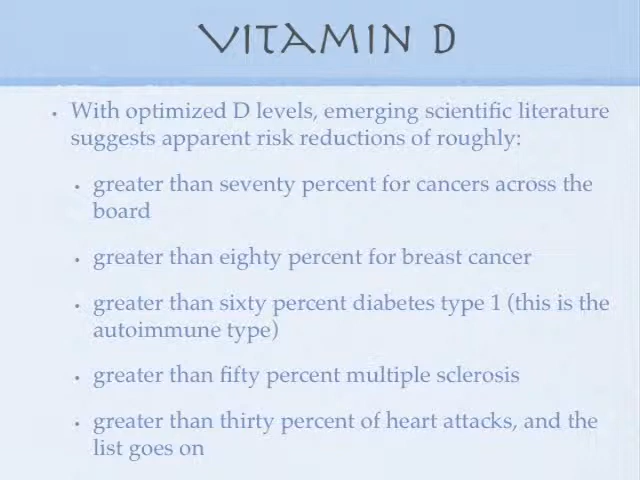 VITAMIN D
• With optimized D levels, emerging scientific literature
suggests apparent risk reductions of roughly:
• greater than seventy percent for cancers across the
board
• greater than eighty percent for breast cancer
• greater than sixty percent diabetes type 1 (this is the
autoimmune type)
• greater than fifty percent multiple sclerosis
• greater than thirty percent of heart attacks, and the
list goes on